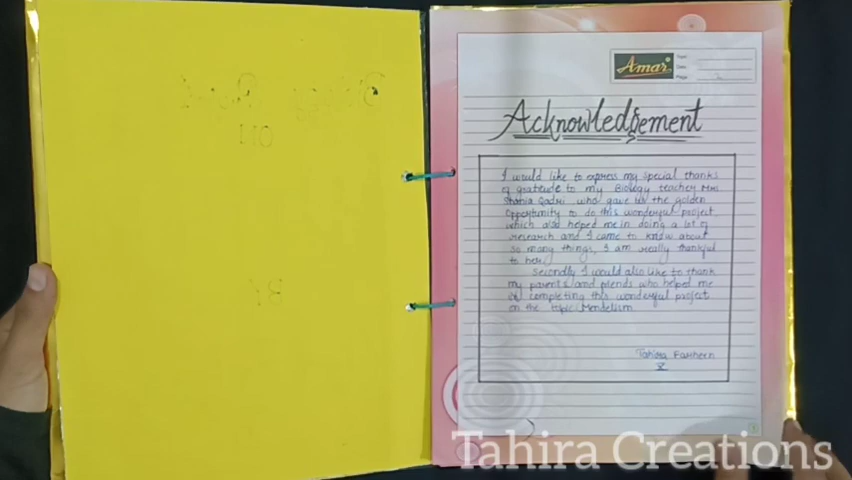 Amar
Acknowledgement
I would like to express my special thanks
of gratitude to my Biology teacher Mrs
Shania Qadri who gave us the golden
opportunity to do this wonderful project
which also helped me in doing a lot of
research and I came to know about
so many things, I am really thankful
to her.
Secondly I would also like to thank
my parents and friends who helped me
in completing this wonderful project
on the topic Mendelism
Tahira Farheen
X
Tahira Creations